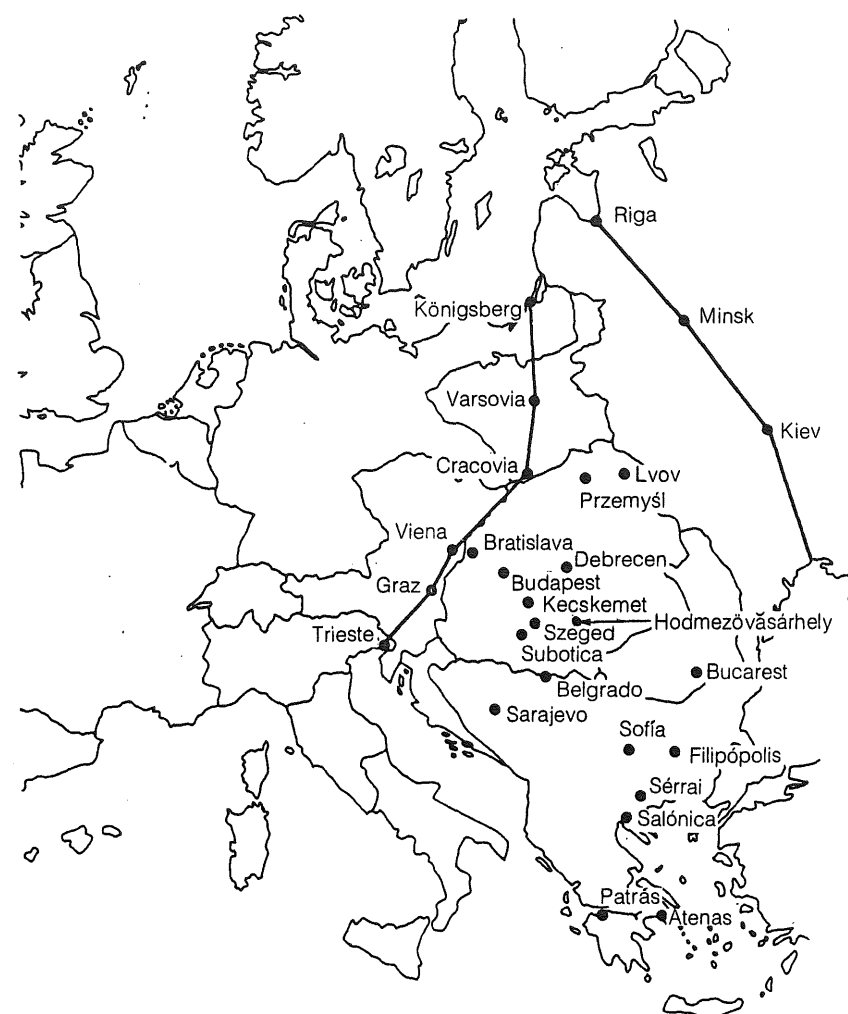 Riga
Königsberg
Minsk
Varsovia
Kiev
Cracovia
Lvov
Przemyśl
Viena
Bratislava
Debrecen
Graz
Budapest
Kecskemet
Trieste
Szeged
Hodmezövăsárhely
Subotica
Belgrado
Bucarest
Sarajevo
Sofía
Filipópolis
Sérrai
Salónica
Patrás
Atenas